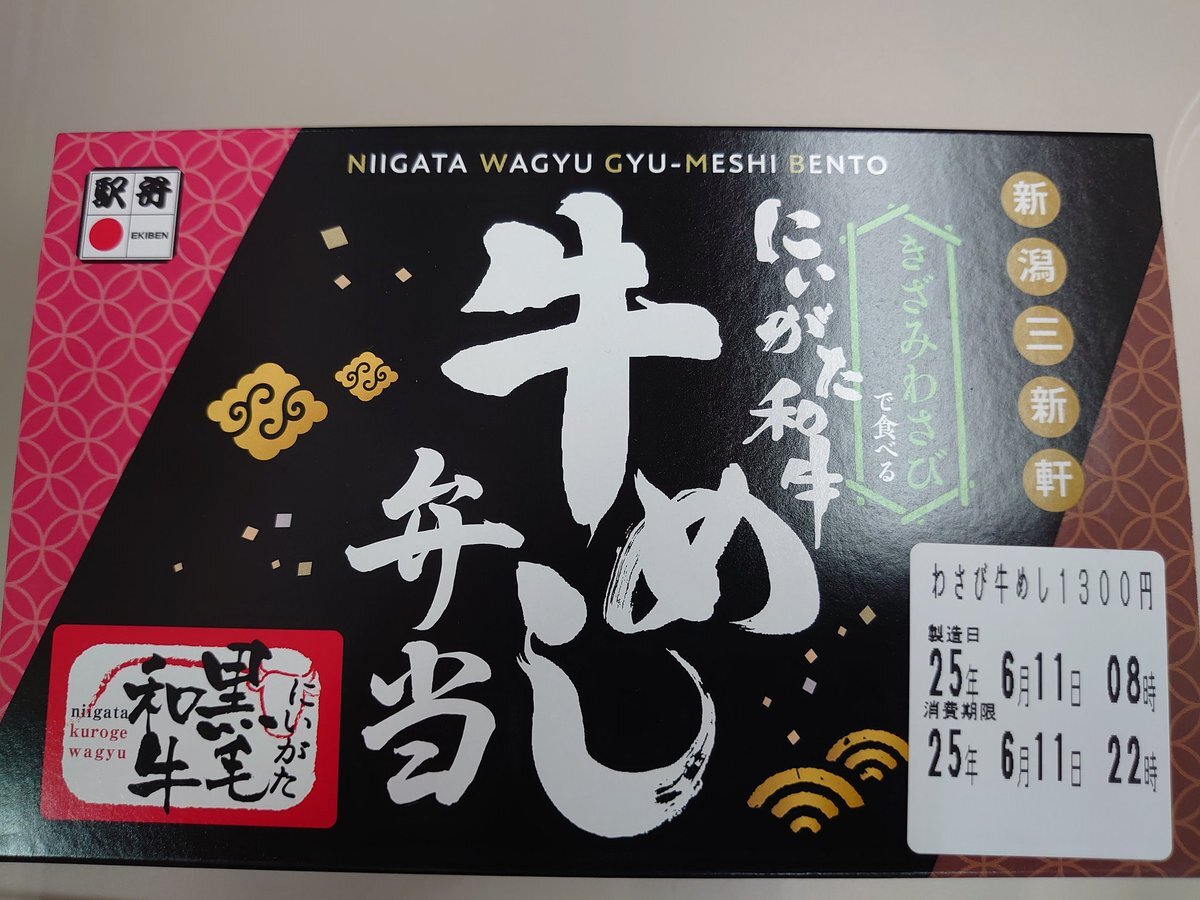 NIIGATA WAGYU GYU-MESHI BENTO
駅弁
EKIBEN
新潟三新軒
きざみわさび
で食べる
にいがた和牛
牛めし
弁当
にいがた
黒毛
和牛
niigata
kuroge
wagyu
わさび牛めし1300円
製造日
25年 6月11日 08時
消費期限
25年 6月11日 22時